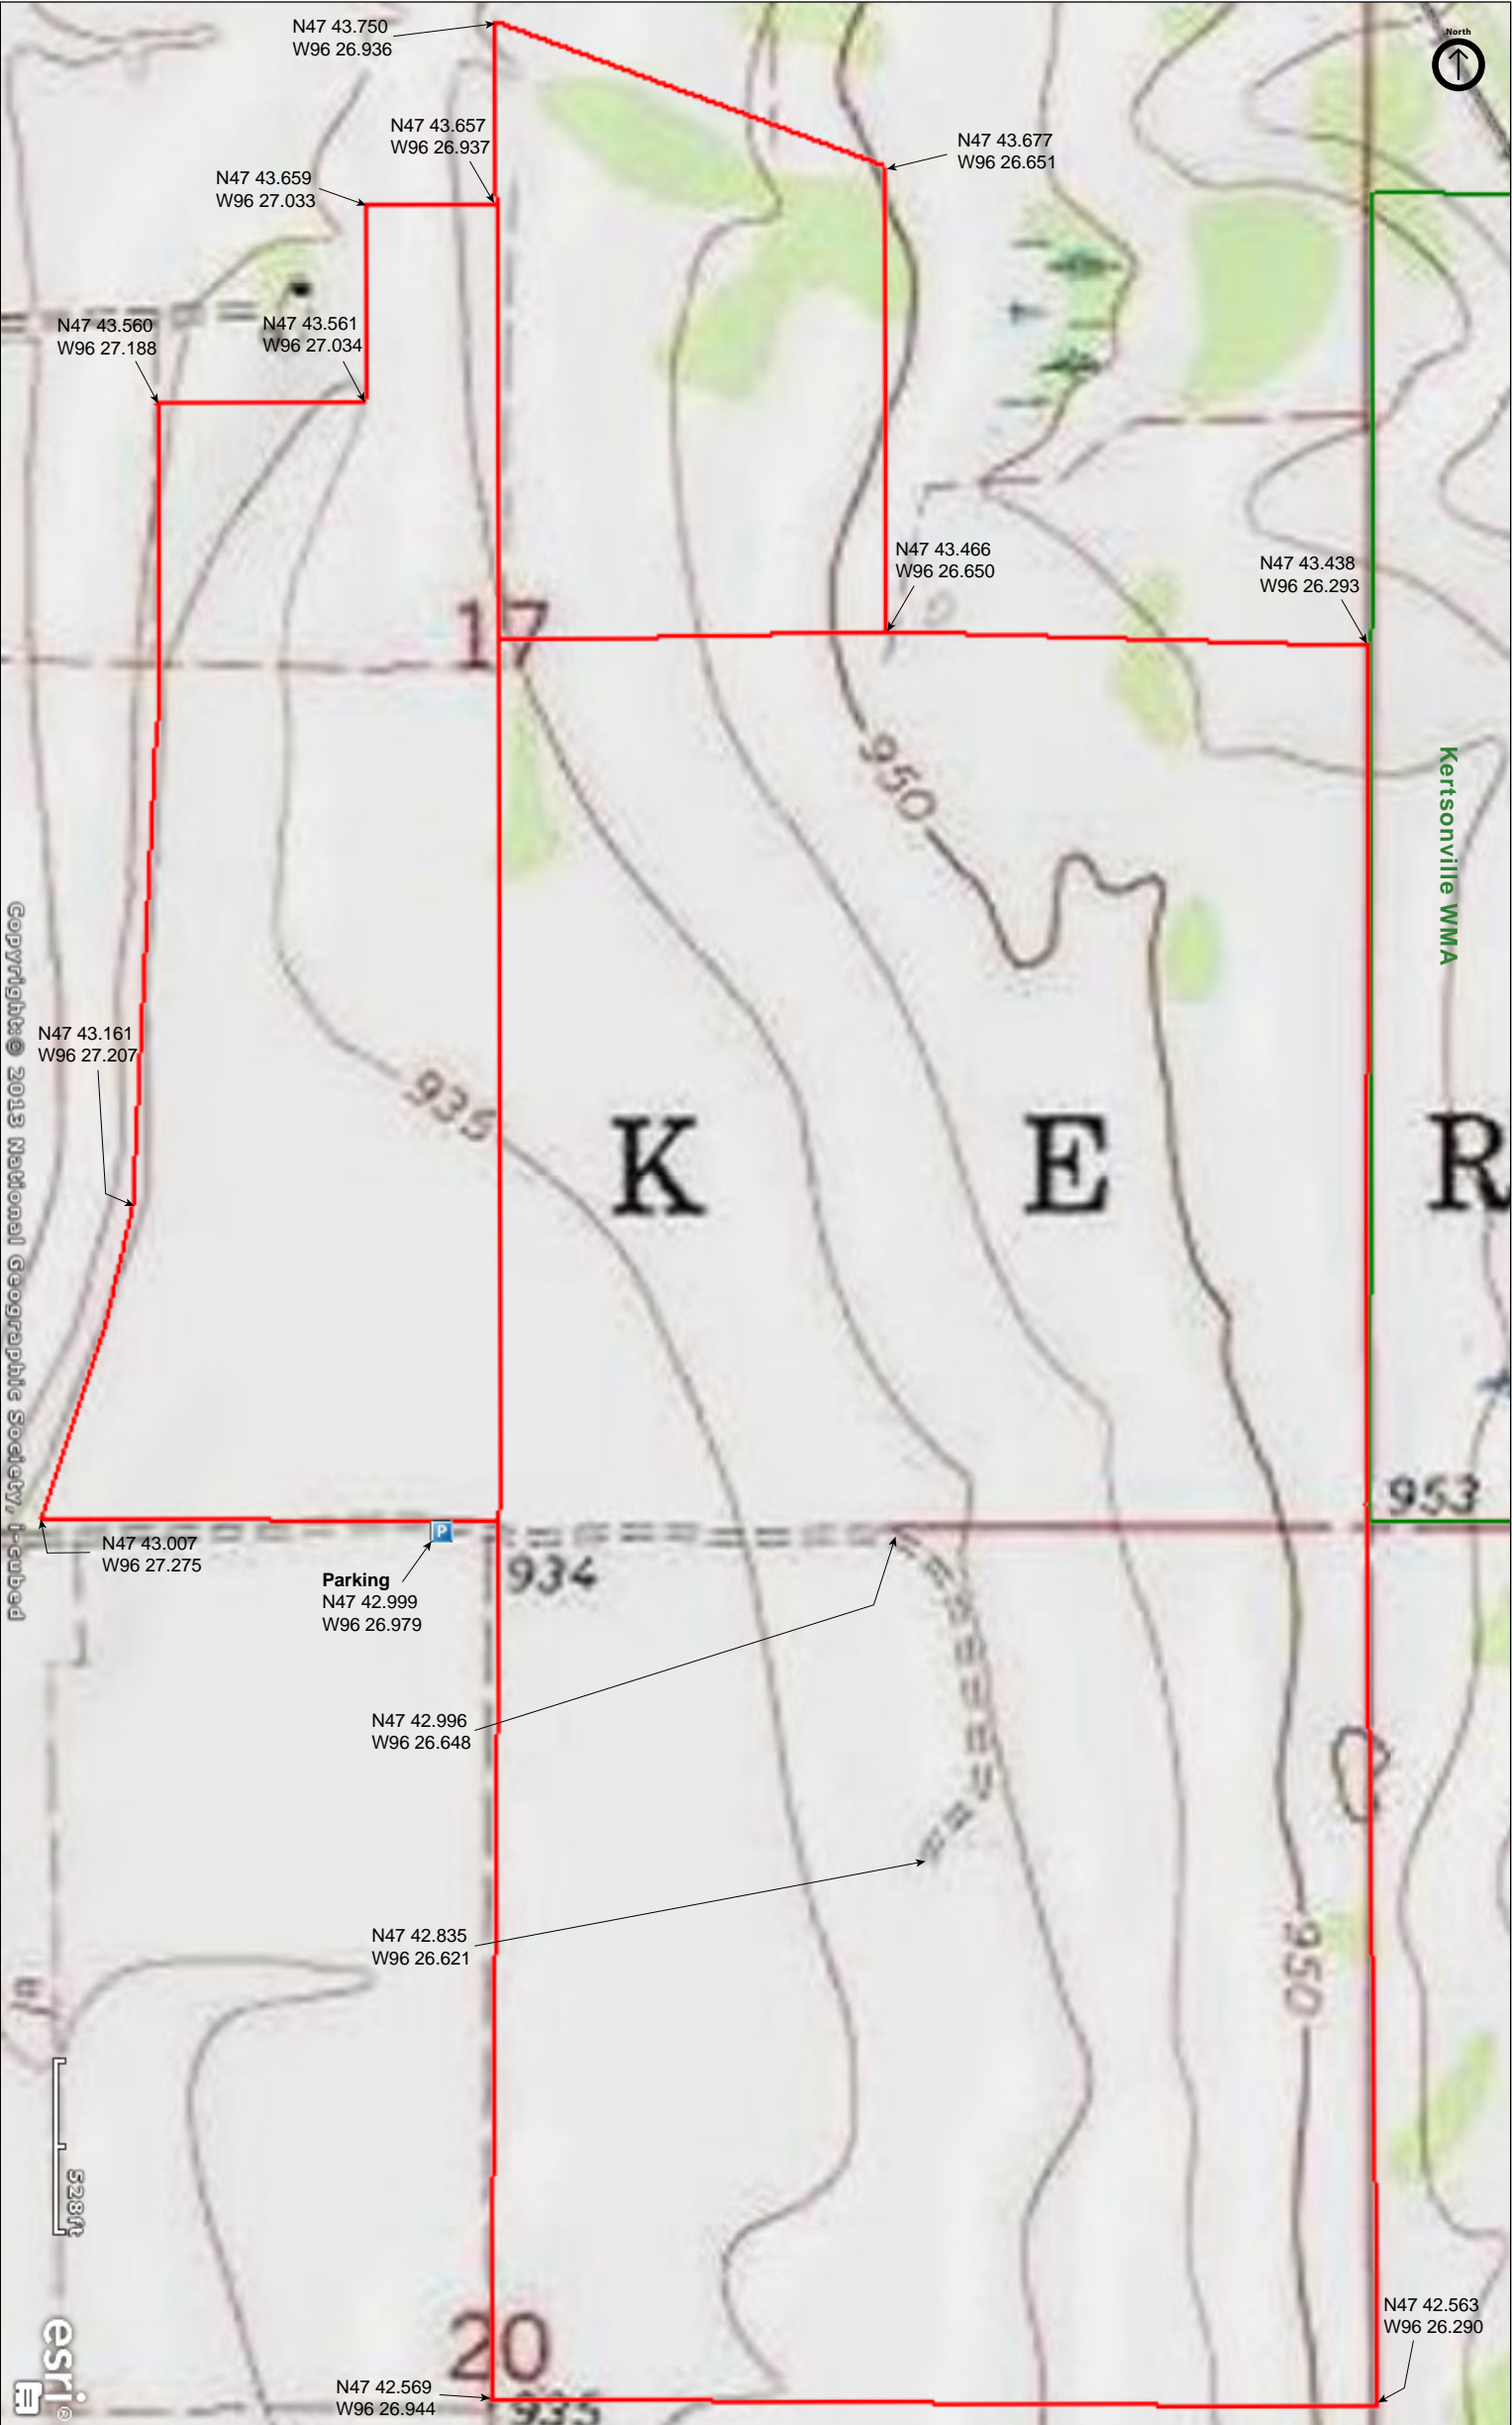 N47 43.750
W96 26.936
North
N47 43.657
W96 26.937
N47 43.677
W96 26.651
N47 43.659
W96 27.033
N47 43.560
W96 27.188
N47 43.561
W96 27.034
N47 43.466
W96 26.650
N47 43.438
W96 26.293
17
950
Kertsonville WMA
N47 43.161
W96 27.207
935
K E R
Copyright:© 2013 National Geographic Society, i-cubed
953
N47 43.007
W96 27.275
P
934
Parking
N47 42.999
W96 26.979
N47 42.996
W96 26.648
N47 42.835
W96 26.621
950
528ft
N47 42.563
W96 26.290
20
esri®
N47 42.569
W96 26.944
935